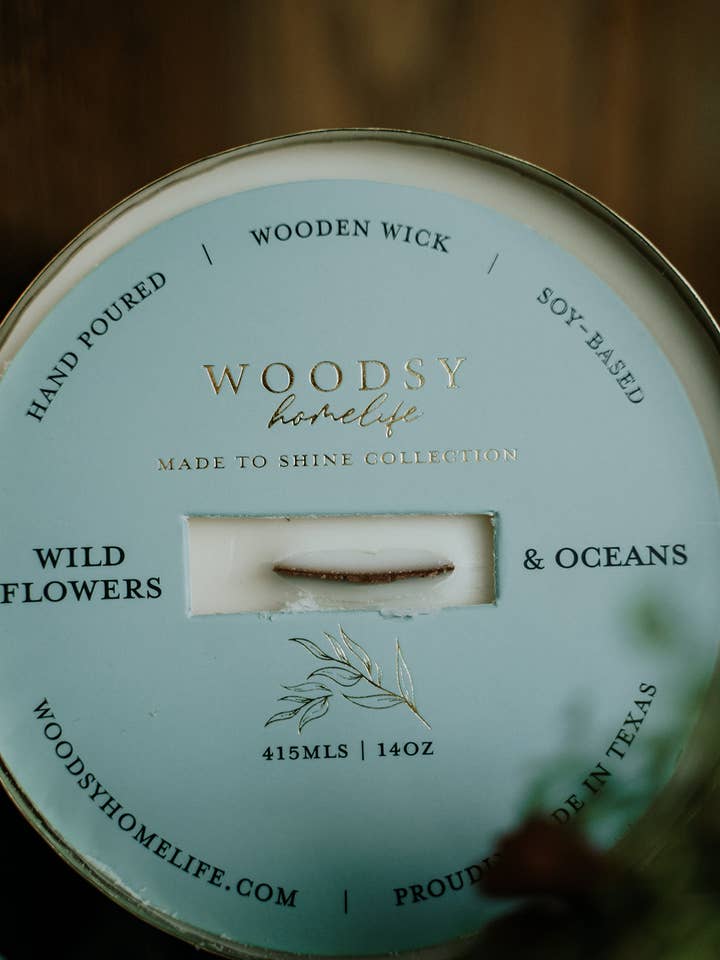 HAND POURED | WOODEN WICK | SOY-BASED
WOODSY
homelife
MADE TO SHINE COLLECTION
WILD
FLOWERS
& OCEANS
415MLS | 14OZ
WOODSYHOMELIFE.COM | IN TEXAS